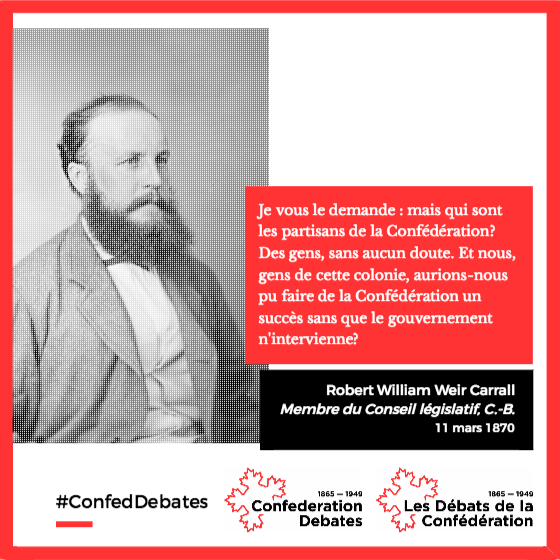 Je vous le demande : mais qui sont
les partisans de la Confédération?
Des gens, sans aucun doute. Et nous,
gens de cette colonie, aurions-nous
pu faire de la Confédération un
succès sans que le gouvernement
n'intervienne?
Robert William Weir Carrall
Membre du Conseil législatif, C.-B.
11 mars 1870
#ConfedDebates
1865 — 1949
Confederation
Debates
1865 — 1949
Les Débats de la
Confédération